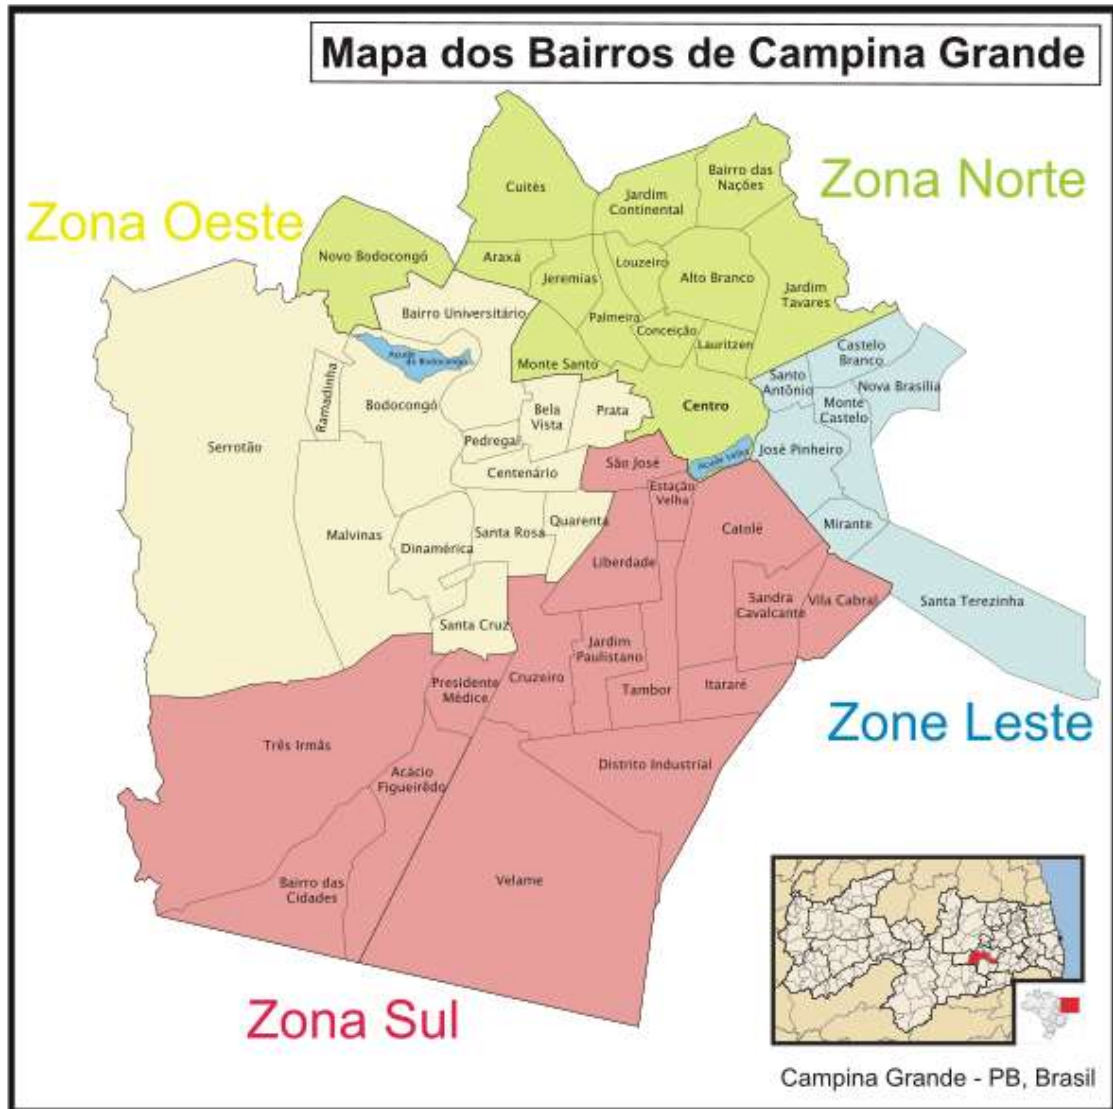 Mapa dos Bairros de Campina Grande
Zona Norte
Zona Oeste
Cuités
Bairro das
Nações
Jardim
Continental
Novo Bodocongó
Araxá
Jeremias
Louzeiro
Alto Branco
Jardim
Tavares
Bairro Universitário
Palmeira
Conceição
Lauritzen
Monte Santo
Castelo
Branco
Açude
de Bodocongó
Santo
Antônio
Nova Brasília
Ramadinha
Bodocongó
Bela
Vista
Prata
Centro
Monte
Castelo
Serrotão
Pedregal
José Pinheiro
Centenário
São José
Açude Velho
Estação
Velha
Malvinas
Dinamérica
Santa Rosa
Quarenta
Catolé
Mirante
Liberdade
Sandra
Cavalcante
Vila Cabral
Santa Terezinha
Santa Cruz
Jardim
Paulistano
Presidente
Médice
Cruzeiro
Tambor
Itararé
Zone Leste
Três Irmãs
Acácio
Figueirêdo
Distrito Industrial
Bairro das
Cidades
Velame
Zona Sul
Campina Grande - PB, Brasil